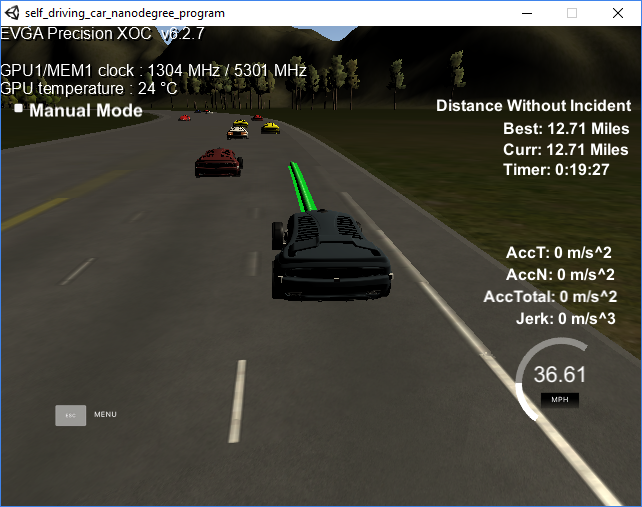 self_driving_car_nanodegree_program
EVGA Precision XOC v6.2.7
GPU1/MEM1 clock : 1304 MHz / 5301 MHz
GPU temperature : 24 °C
Manual Mode
Distance Without Incident
Best: 12.71 Miles
Curr: 12.71 Miles
Timer: 0:19:27
AccT: 0 m/s^2
AccN: 0 m/s^2
AccTotal: 0 m/s^2
Jerk: 0 m/s^3
36.61
MPH
ESC MENU